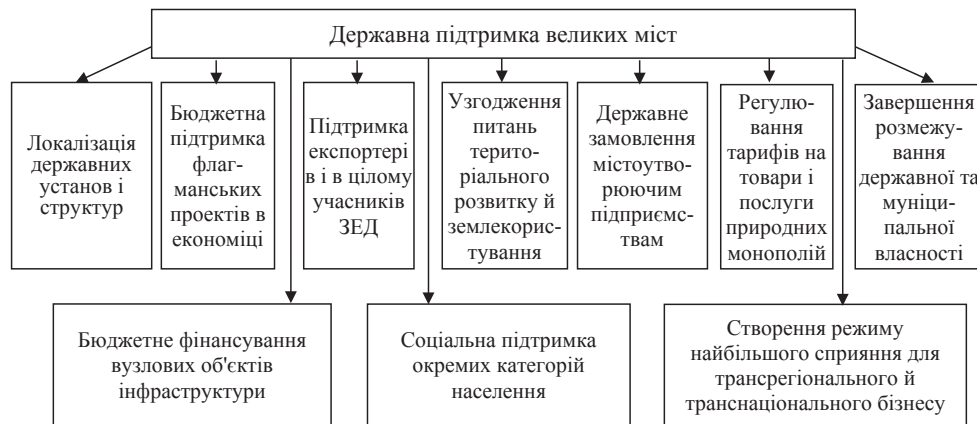 Державна підтримка великих міст
Локалізація
державних
установ і
структур
Бюджетна
підтримка
флаг-
манських
проектів в
економіці
Підтримка
експортері
в і в цілому
учасників
ЗЕД
Узгодження
питань
терито-
ріального
розвитку й
землекорис-
тування
Державне
замовлення
містоутво-
рюючим
підприємс-
твам
Регулю-
вання
тарифів на
товари і
послуги
природних
монополій
Завершення
розмежу-
вання
державної та
муніци-
пальної
власності
Бюджетне фінансування
вузлових об'єктів
інфраструктури
Соціальна підтримка
окремих категорій
населення
Створення режиму
найбільшого сприяння для
трансрегіонального й
транснаціонального бізнесу